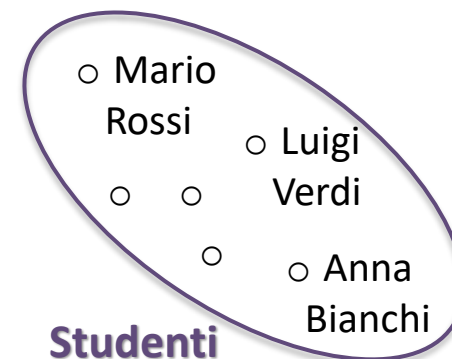 Mario
Rossi
Luigi
Verdi
Anna
Bianchi
Studenti